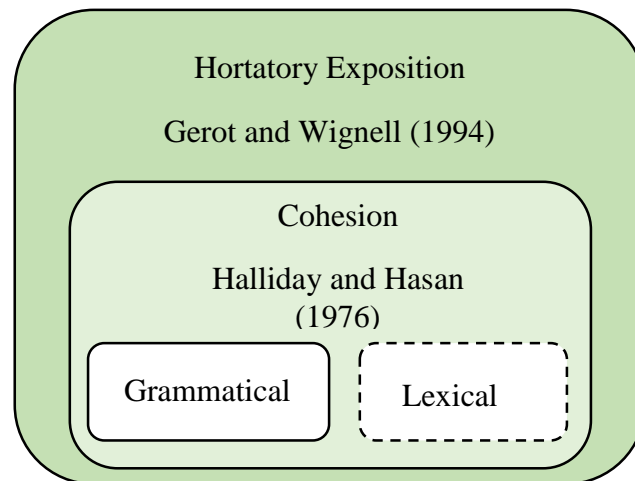 Hortatory Exposition
Gerot and Wignell (1994)
Cohesion
Halliday and Hasan
(1976)
Grammatical
Lexical